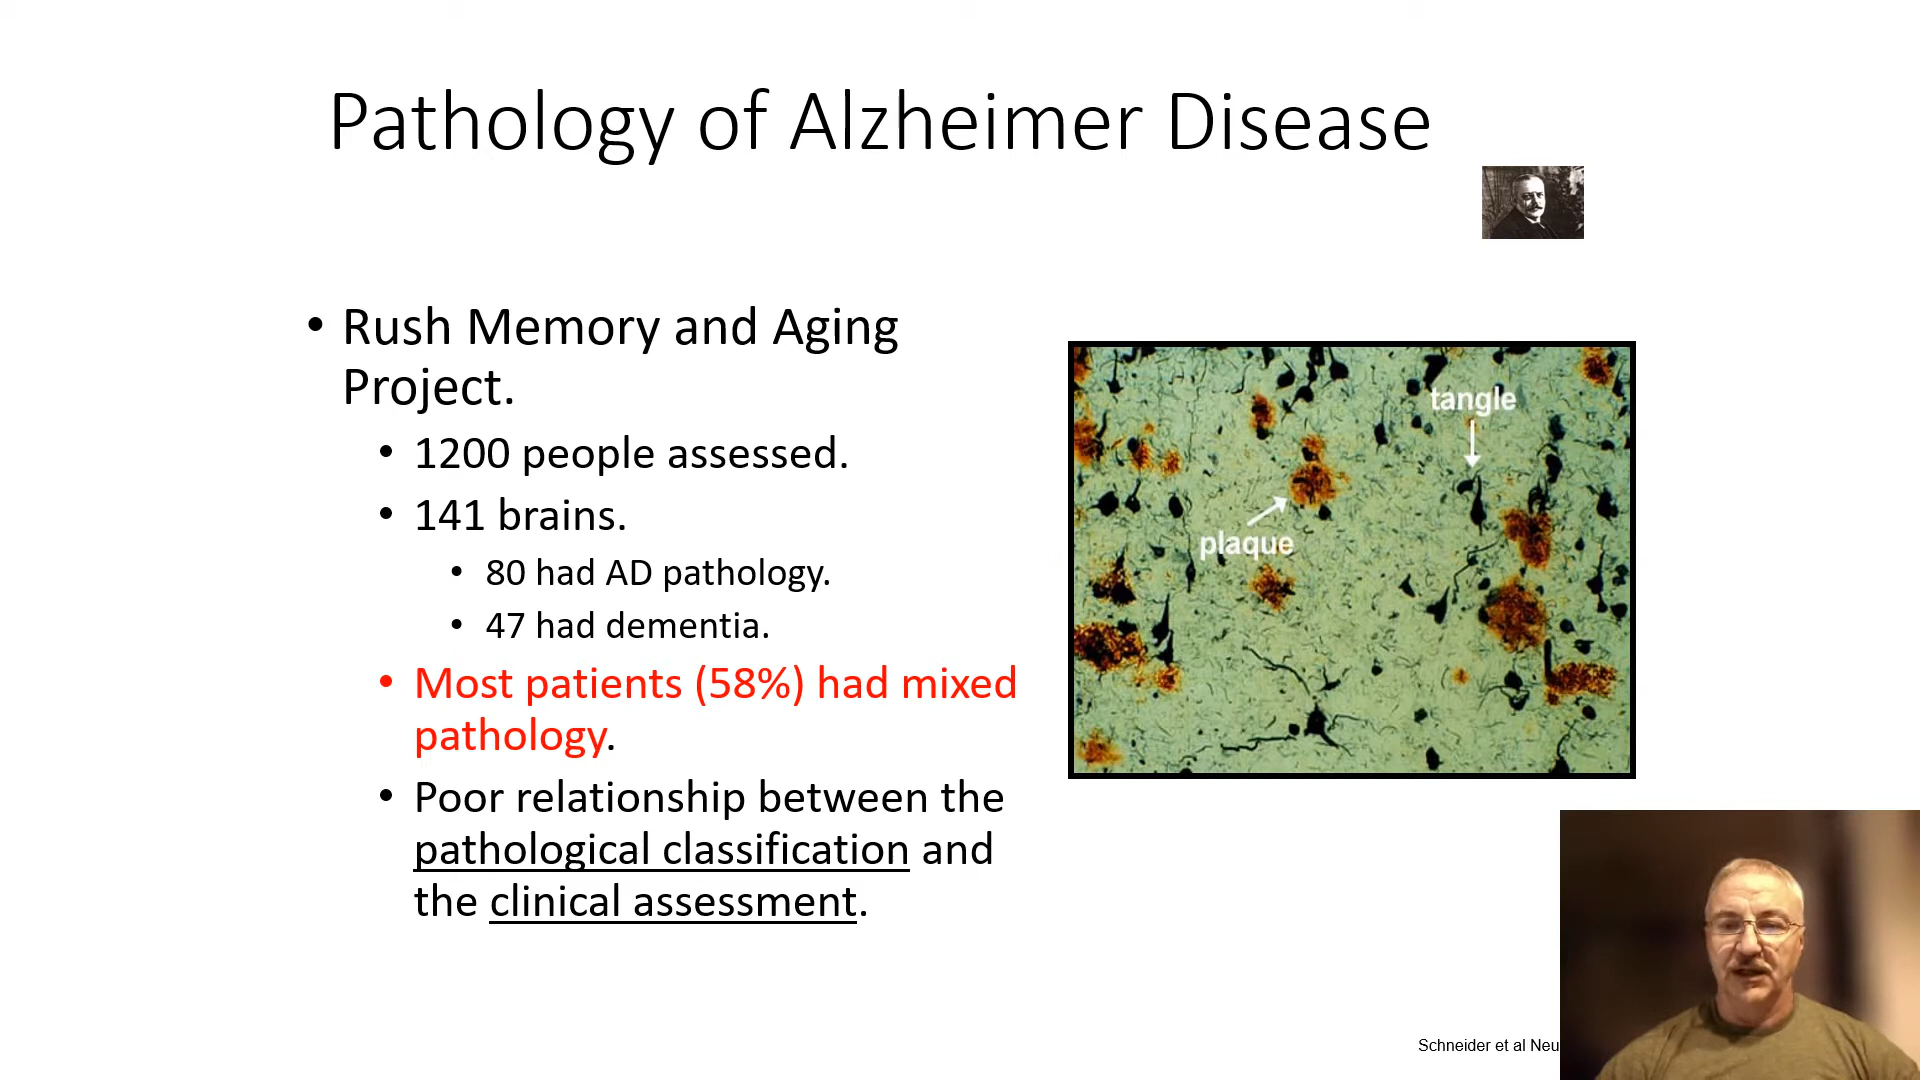 Pathology of Alzheimer Disease
• Rush Memory and Aging
Project.
• 1200 people assessed.
• 141 brains.
• 80 had AD pathology.
• 47 had dementia.
• Most patients (58%) had mixed
pathology.
• Poor relationship between the
pathological classification and
the clinical assessment.
tangle
plaque
Schneider et al